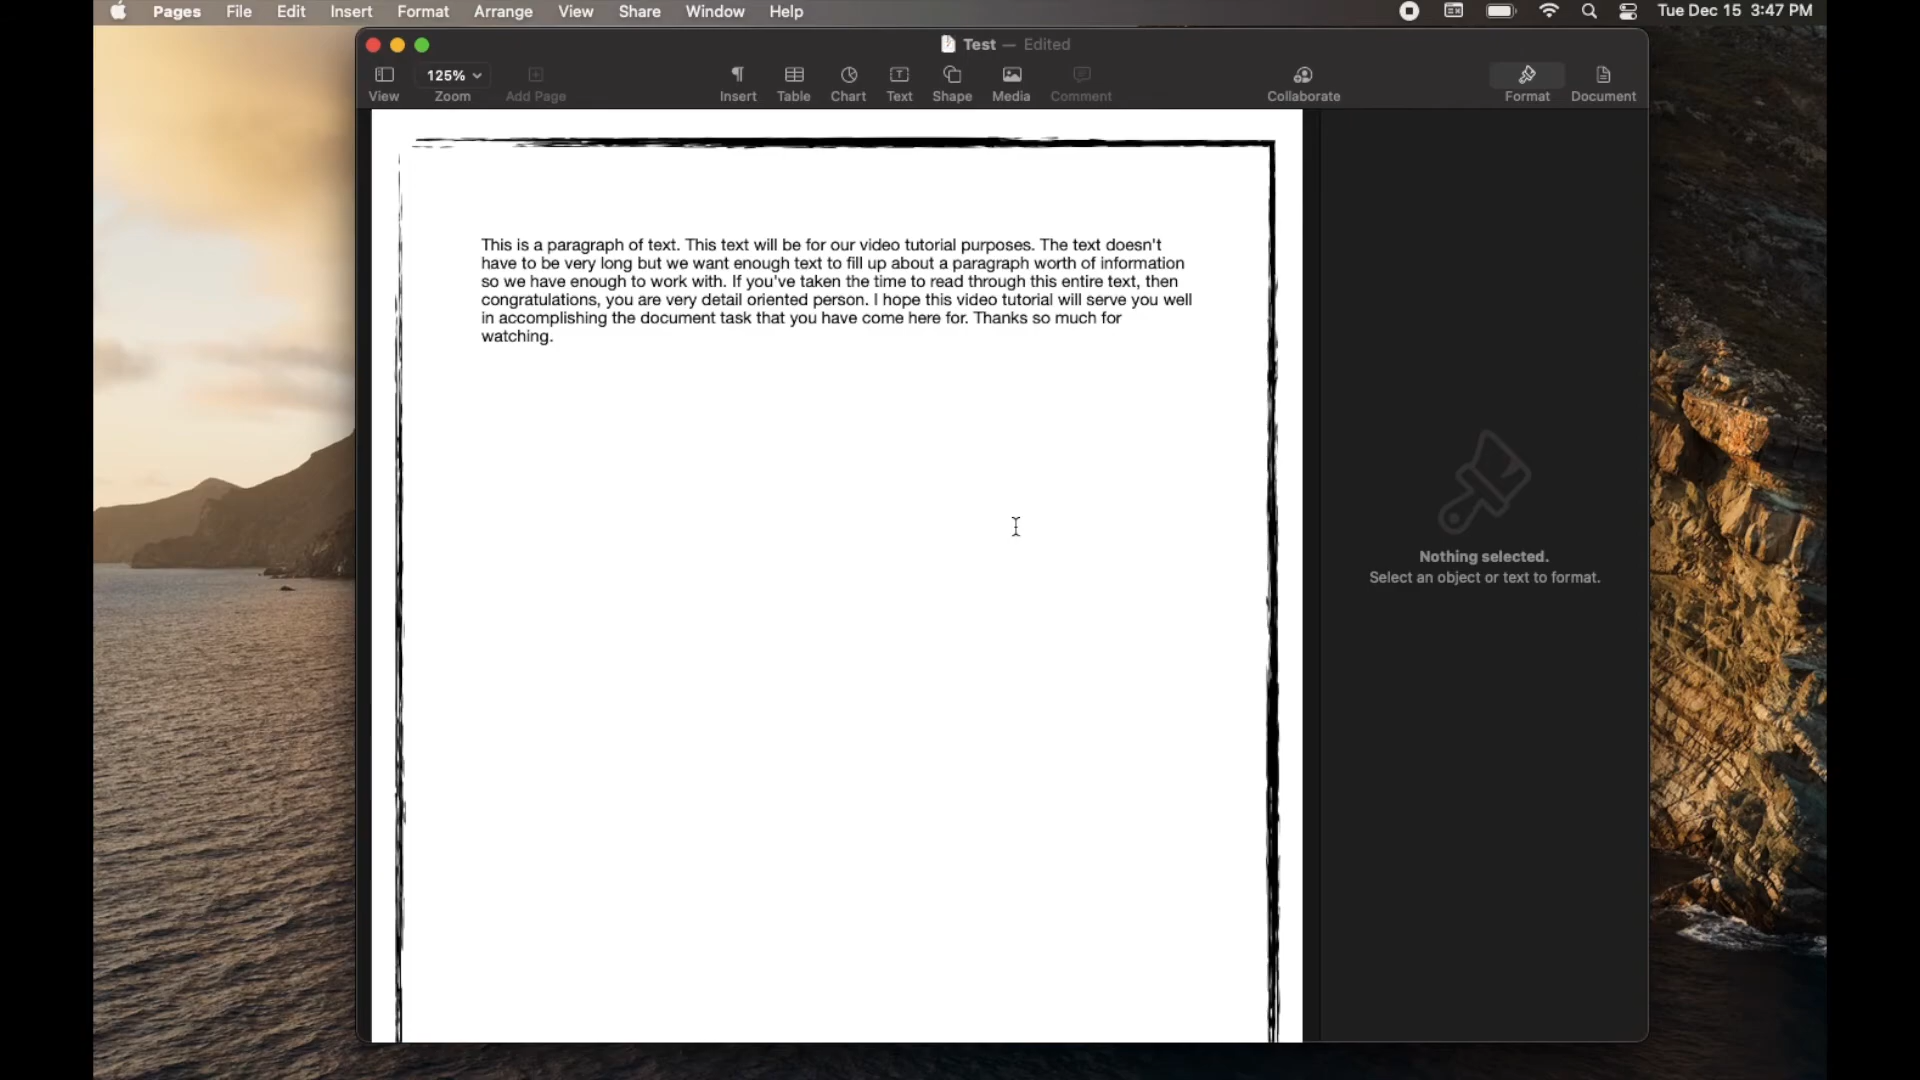 Pages File Edit Insert Format Arrange View Share Window Help Tue Dec 15 3:47 PM
Test — Edited
125%
View Zoom Add Page Insert Table Chart Text Shape Media Comment Collaborate Format Document
This is a paragraph of text. This text will be for our video tutorial purposes. The text doesn't
have to be very long but we want enough text to fill up about a paragraph worth of information
so we have enough to work with. If you've taken the time to read through this entire text, then
congratulations, you are very detail oriented person. I hope this video tutorial will serve you well
in accomplishing the document task that you have come here for. Thanks so much for
watching.
Nothing selected.
Select an object or text to format.